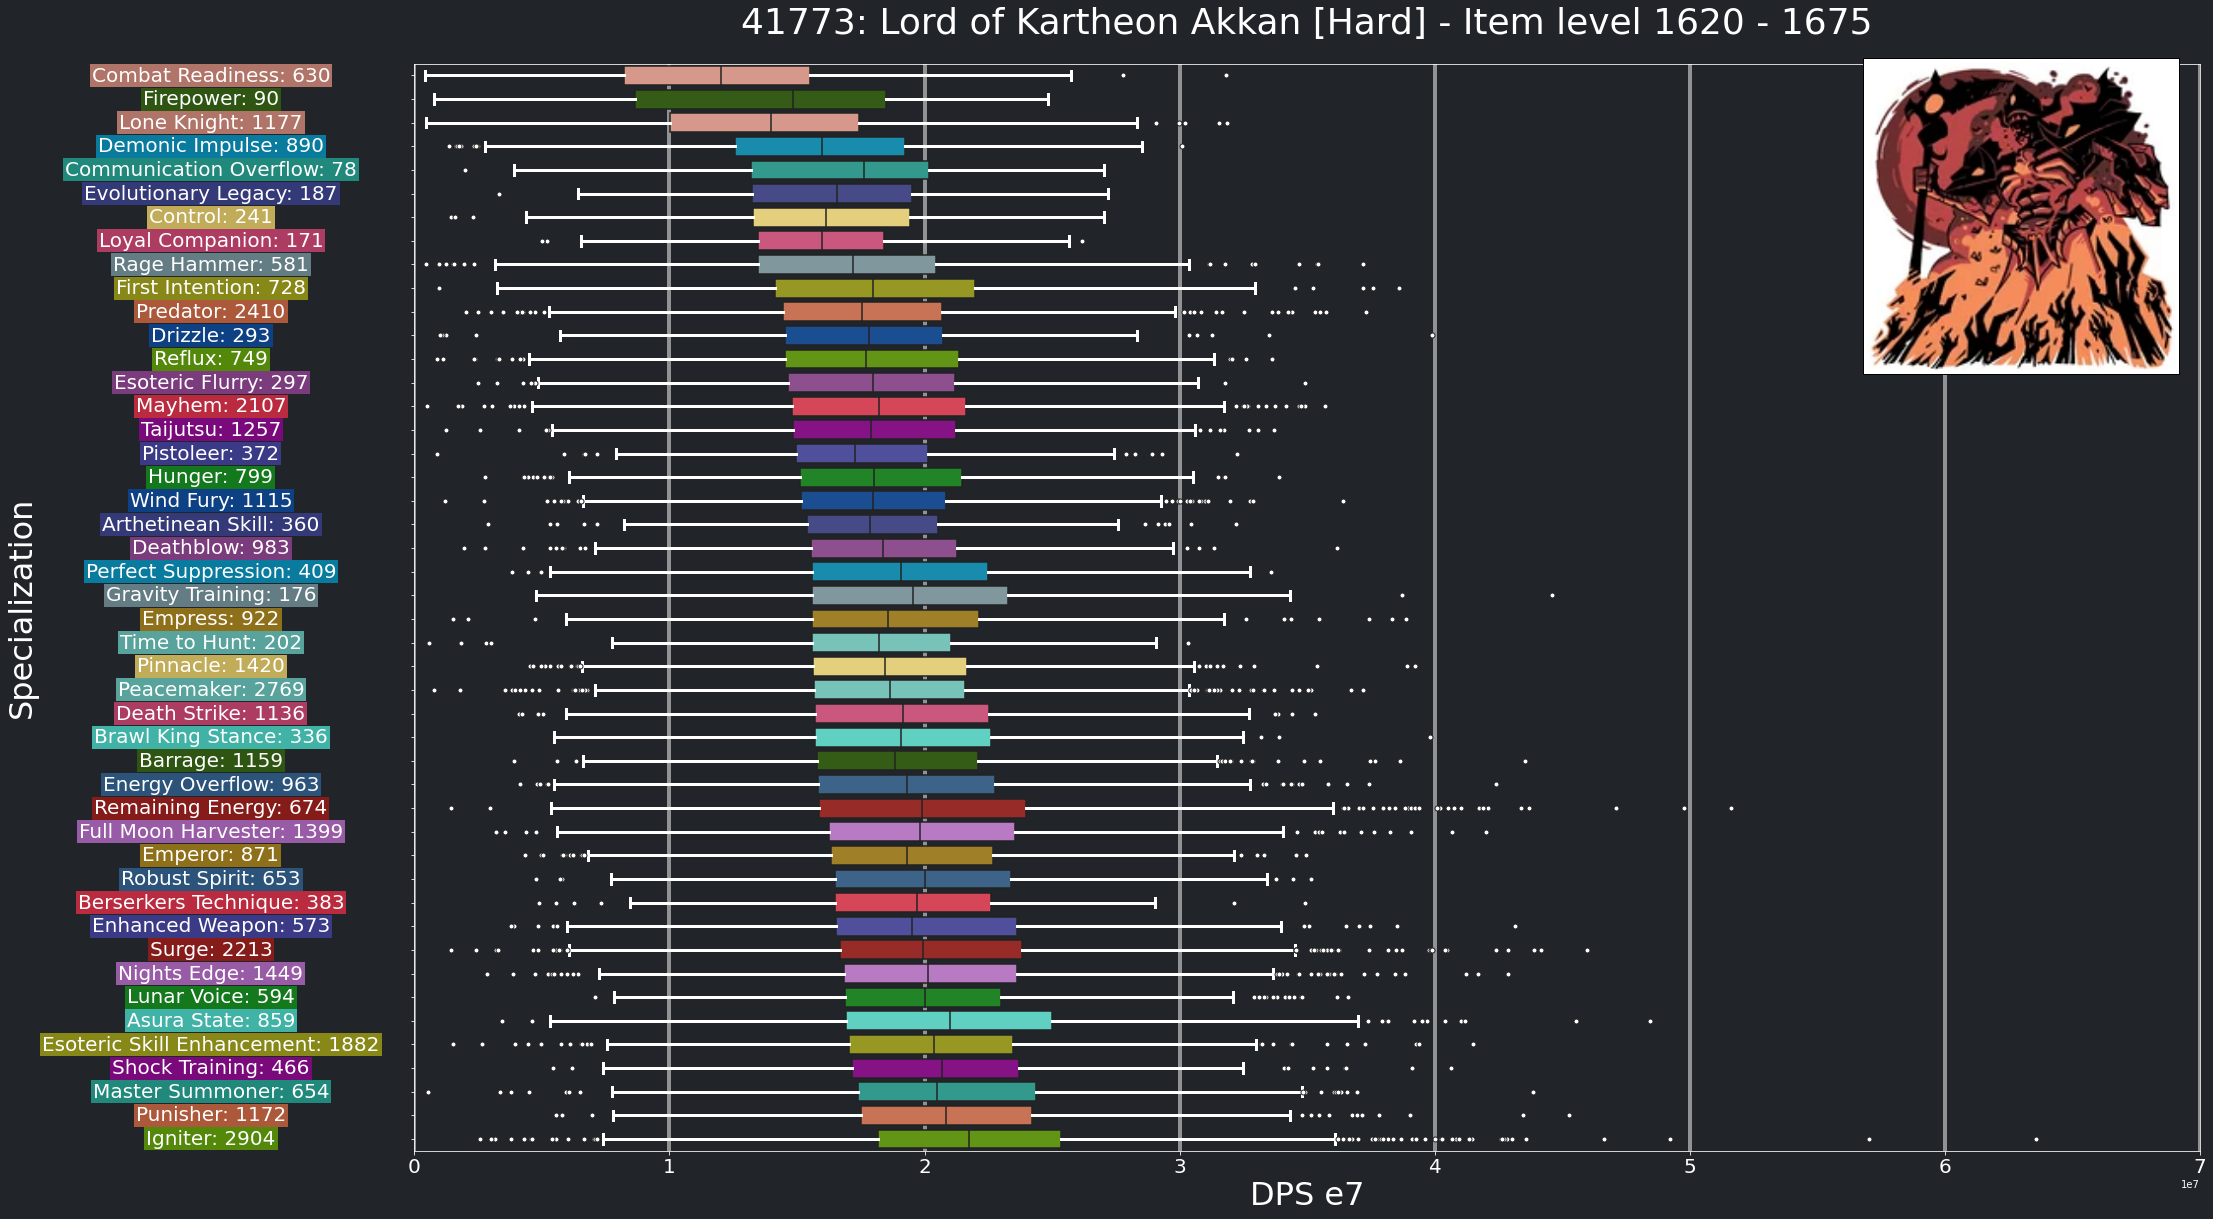 41773: Lord of Kartheon Akkan [Hard] - Item level 1620 - 1675
Specialization
Combat Readiness: 630
Firepower: 90
Lone Knight: 1177
Demonic Impulse: 890
Communication Overflow: 78
Evolutionary Legacy: 187
Control: 241
Loyal Companion: 171
Rage Hammer: 581
First Intention: 728
Predator: 2410
Drizzle: 293
Reflux: 749
Esoteric Flurry: 297
Mayhem: 2107
Taijutsu: 1257
Pistoleer: 372
Hunger: 799
Wind Fury: 1115
Arthetinean Skill: 360
Deathblow: 983
Perfect Suppression: 409
Gravity Training: 176
Empress: 922
Time to Hunt: 202
Pinnacle: 1420
Peacemaker: 2769
Death Strike: 1136
Brawl King Stance: 336
Barrage: 1159
Energy Overflow: 963
Remaining Energy: 674
Full Moon Harvester: 1399
Emperor: 871
Robust Spirit: 653
Berserkers Technique: 383
Enhanced Weapon: 573
Surge: 2213
Nights Edge: 1449
Lunar Voice: 594
Asura State: 859
Esoteric Skill Enhancement: 1882
Shock Training: 466
Master Summoner: 654
Punisher: 1172
Igniter: 2904
0 1 2 3 4 5 6 7
1e7
DPS e7